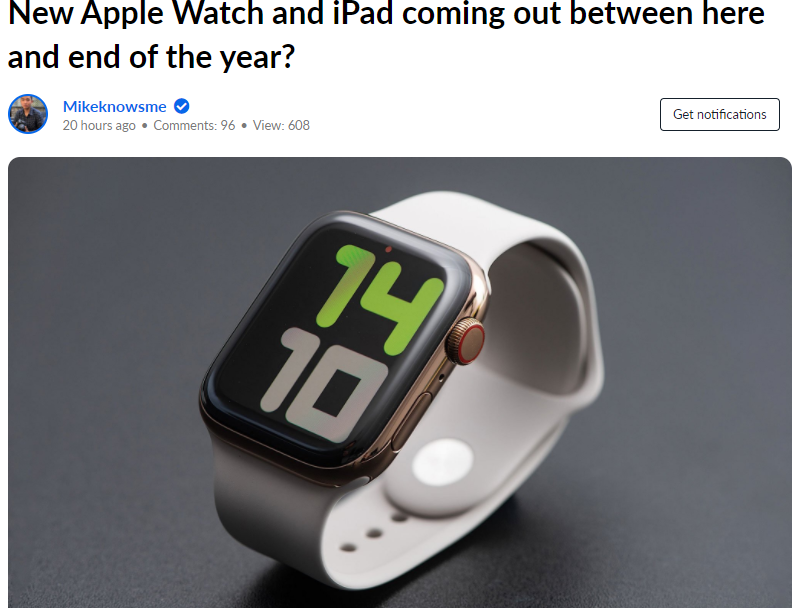 New Apple Watch and iPad coming out between here
and end of the year?
Mikeknowsme
20 hours ago • Comments: 96 • View: 608
Get notifications
14
10